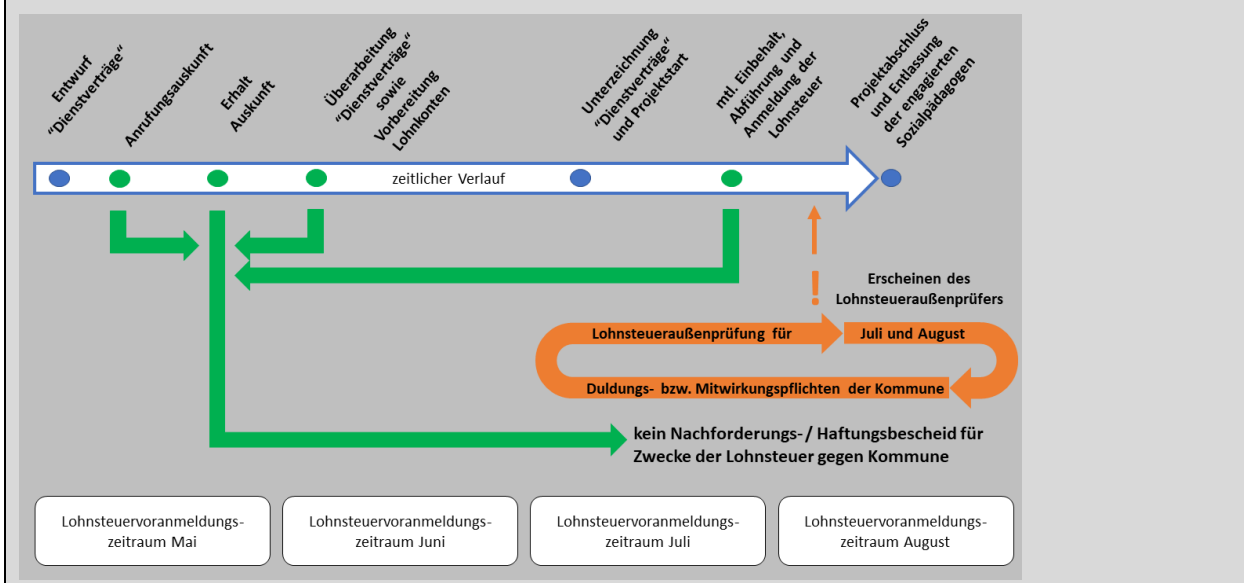 Entwurf
“Dienstverträge“
Anrufungsauskunft
Erhalt
Auskunft
Überarbeitung
“Dienstverträge“
sowie
Vorbereitung
Lohnkonten
Unterzeichnung
“Dienstverträge“
und Projektstart
mtl. Einbehalt,
Abführung und
Anmeldung der
Lohnsteuer
Projektabschluss
und Entlassung
der engagierten
Sozialpädagogen
zeitlicher Verlauf
!
Erscheinen des
Lohnsteueraußenprüfers
Lohnsteueraußenprüfung für
Juli und August
Duldungs- bzw. Mitwirkungspflichten der Kommune
kein Nachforderungs-/ Haftungsbescheid für
Zwecke der Lohnsteuer gegen Kommune
Lohnsteuervoranmeldungs-
zeitraum Mai
Lohnsteuervoranmeldungs-
zeitraum Juni
Lohnsteuervoranmeldungs-
zeitraum Juli
Lohnsteuervoranmeldungs-
zeitraum August